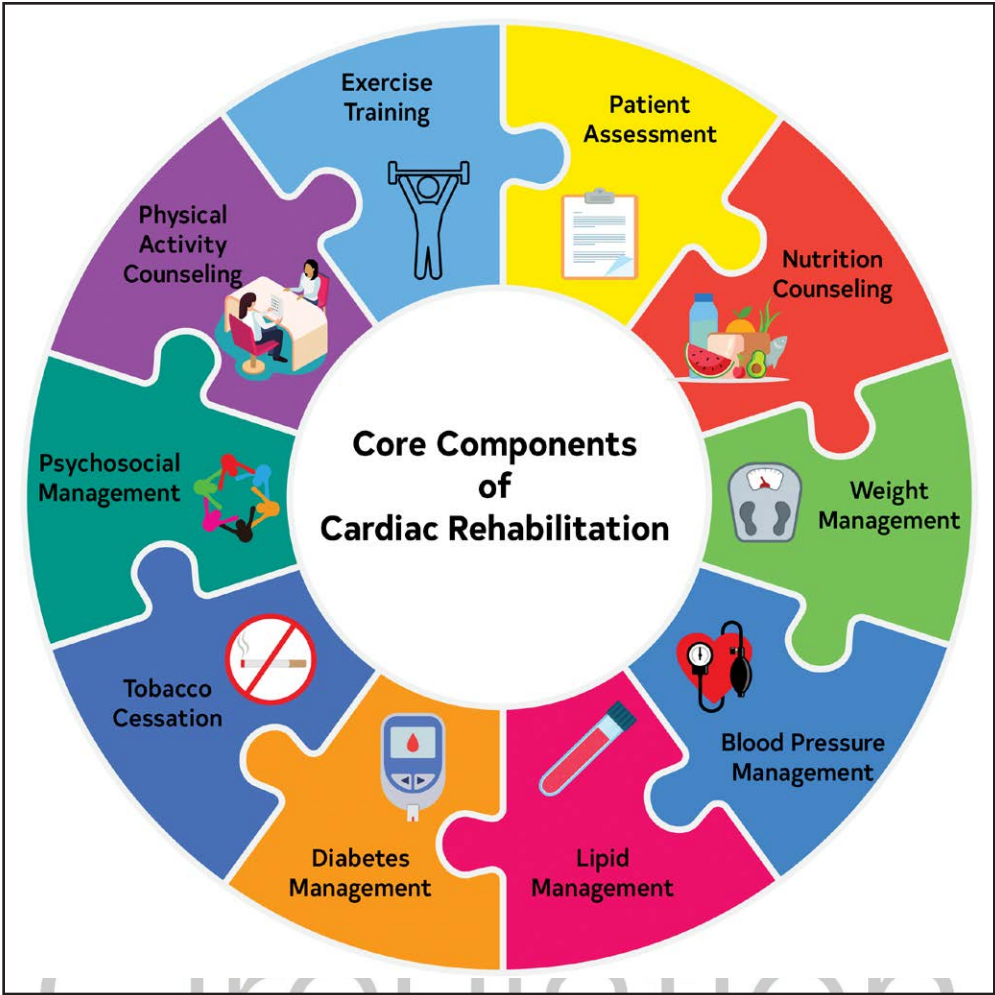 Core Components
of
Cardiac Rehabilitation
Patient
Assessment
Nutrition
Counseling
Weight
Management
Blood Pressure
Management
Lipid
Management
Diabetes
Management
Tobacco
Cessation
Psychosocial
Management
Physical
Activity
Counseling
Exercise
Training